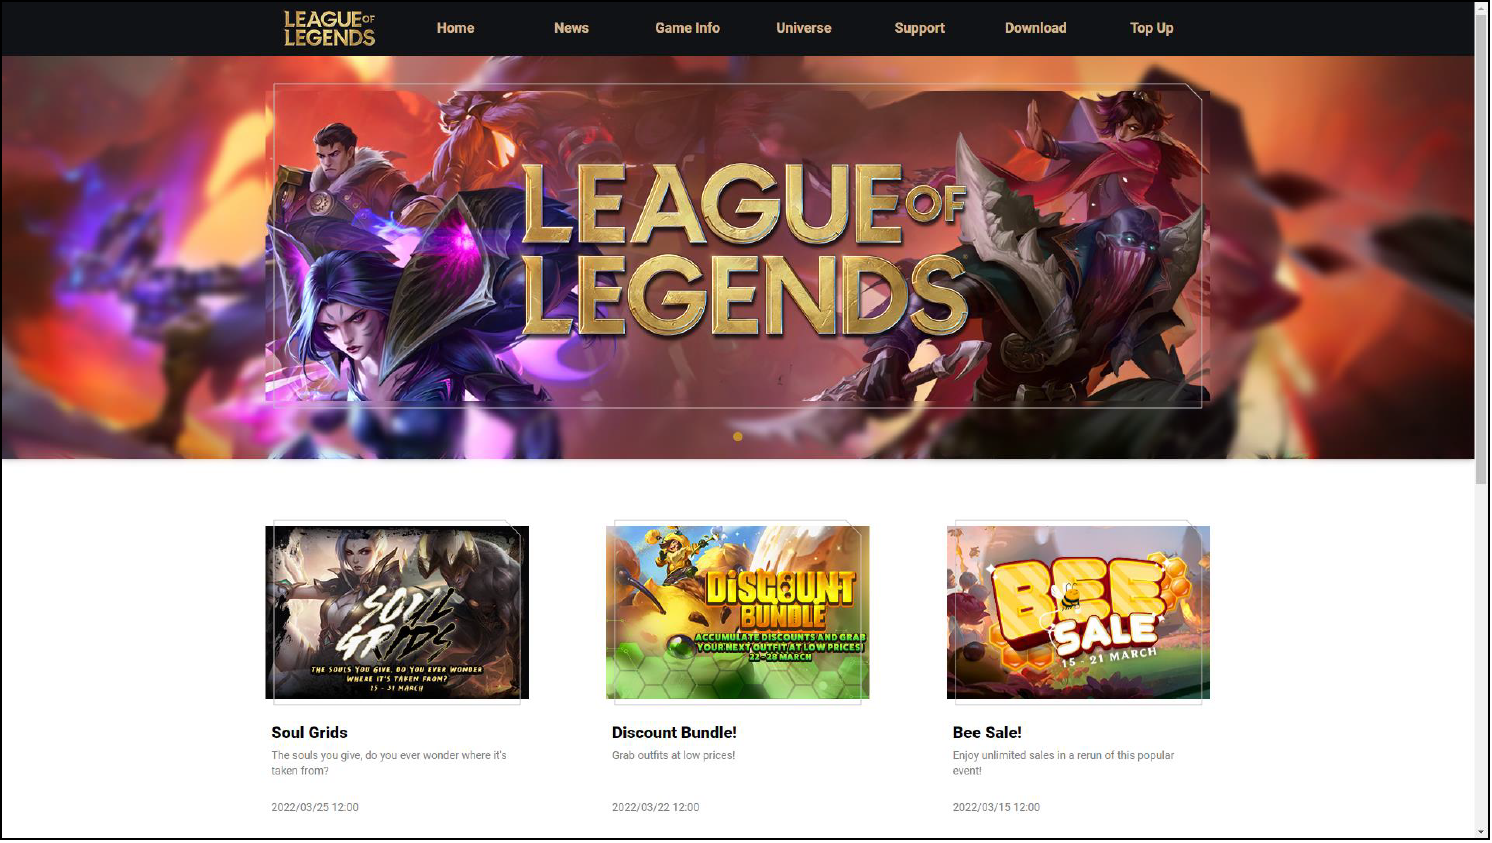 LEAGUE OF
LEGENDS
Home
News
Game Info
Universe
Support
Download
Top Up
LEAGUE OF
LEGENDS
SOUL
GRIDS
THE SOULS YOU GIVE, DO YOU EVER WONDER
WHERE IT'S TAKEN FROM?
15 - 31 MARCH
DISCOUNT
BUNDLE
ACCUMULATE DISCOUNTS AND GRAB
YOUR NEXT OUTFIT AT LOW PRICES!
22-28 MARCH
BEE
SALE
15 - 21 MARCH
Soul Grids
The souls you give, do you ever wonder where it's
taken from?
2022/03/25 12:00
Discount Bundle!
Grab outfits at low prices!
2022/03/22 12:00
Bee Sale!
Enjoy unlimited sales in a rerun of this popular
event!
2022/03/15 12:00